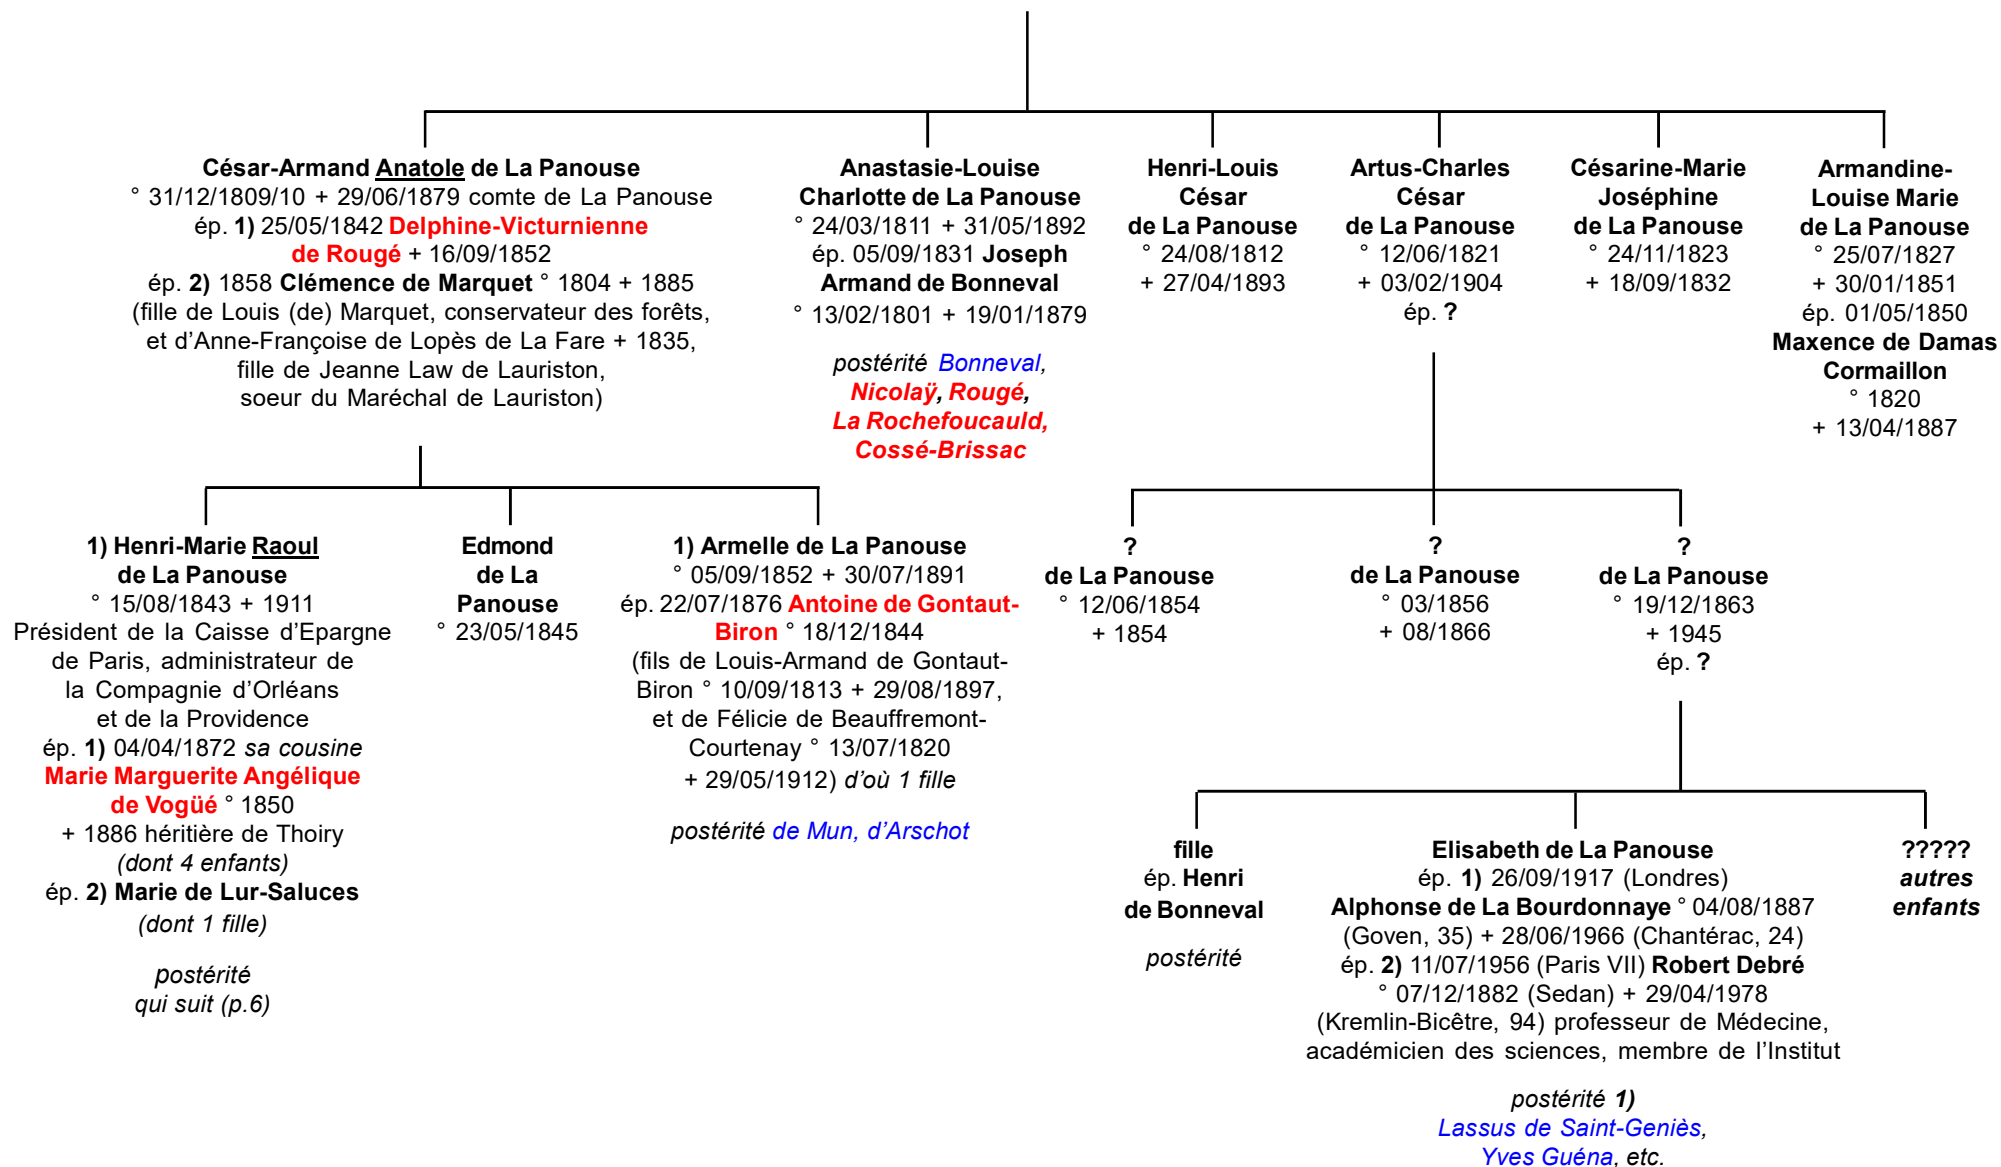 César-Armand Anatole de La Panouse
° 31/12/1809/10 + 29/06/1879 comte de La Panouse
ép. 1) 25/05/1842 Delphine-Victurnienne
de Rougé + 16/09/1852
ép. 2) 1858 Clémence de Marquet ° 1804 + 1885
(fille de Louis (de) Marquet, conservateur des forêts,
et d'Anne-Françoise de Lopès de La Fare + 1835,
fille de Jeanne Law de Lauriston,
soeur du Maréchal de Lauriston)
Anastasie-Louise
Charlotte de La Panouse
° 24/03/1811 + 31/05/1892
ép. 05/09/1831 Joseph
Armand de Bonneval
° 13/02/1801 + 19/01/1879
postérité Bonneval,
Nicolaÿ, Rougé,
La Rochefoucauld,
Cossé-Brissac
Henri-Louis
César
de La Panouse
° 24/08/1812
+ 27/04/1893
Artus-Charles
César
de La Panouse
° 12/06/1821
+ 03/02/1904
ép. ?
Césarine-Marie
Joséphine
de La Panouse
° 24/11/1823
+ 18/09/1832
Armandine-
Louise Marie
de La Panouse
° 25/07/1827
+ 30/01/1851
ép. 01/05/1850
Maxence de Damas
Cormaillon
° 1820
+ 13/04/1887
1) Henri-Marie Raoul
de La Panouse
° 15/08/1843 + 1911
Président de la Caisse d'Epargne
de Paris, administrateur de
la Compagnie d'Orléans
et de la Providence
ép. 1) 04/04/1872 sa cousine
Marie Marguerite Angélique
de Vogüé ° 1850
+ 1886 héritière de Thoiry
(dont 4 enfants)
ép. 2) Marie de Lur-Saluces
(dont 1 fille)
postérité
qui suit (p.6)
Edmond
de La
Panouse
° 23/05/1845
1) Armelle de La Panouse
° 05/09/1852 + 30/07/1891
ép. 22/07/1876 Antoine de Gontaut-
Biron ° 18/12/1844
(fils de Louis-Armand de Gontaut-
Biron ° 10/09/1813 + 29/08/1897,
et de Félicie de Beauffremont-
Courtenay ° 13/07/1820
+ 29/05/1912) d'où 1 fille
postérité de Mun, d'Arschot
?
de La Panouse
° 12/06/1854
+ 1854
?
de La Panouse
° 03/1856
+ 08/1866
?
de La Panouse
° 19/12/1863
+ 1945
ép. ?
fille
ép. Henri
de Bonneval
postérité
Elisabeth de La Panouse
ép. 1) 26/09/1917 (Londres)
Alphonse de La Bourdonnaye ° 04/08/1887
(Goven, 35) + 28/06/1966 (Chantérac, 24)
ép. 2) 11/07/1956 (Paris VII) Robert Debré
° 07/12/1882 (Sedan) + 29/04/1978
(Kremlin-Bicêtre, 94) professeur de Médecine,
académicien des sciences, membre de l'Institut
postérité 1)
Lassus de Saint-Geniès,
Yves Guéna, etc.
?????
autres
enfants